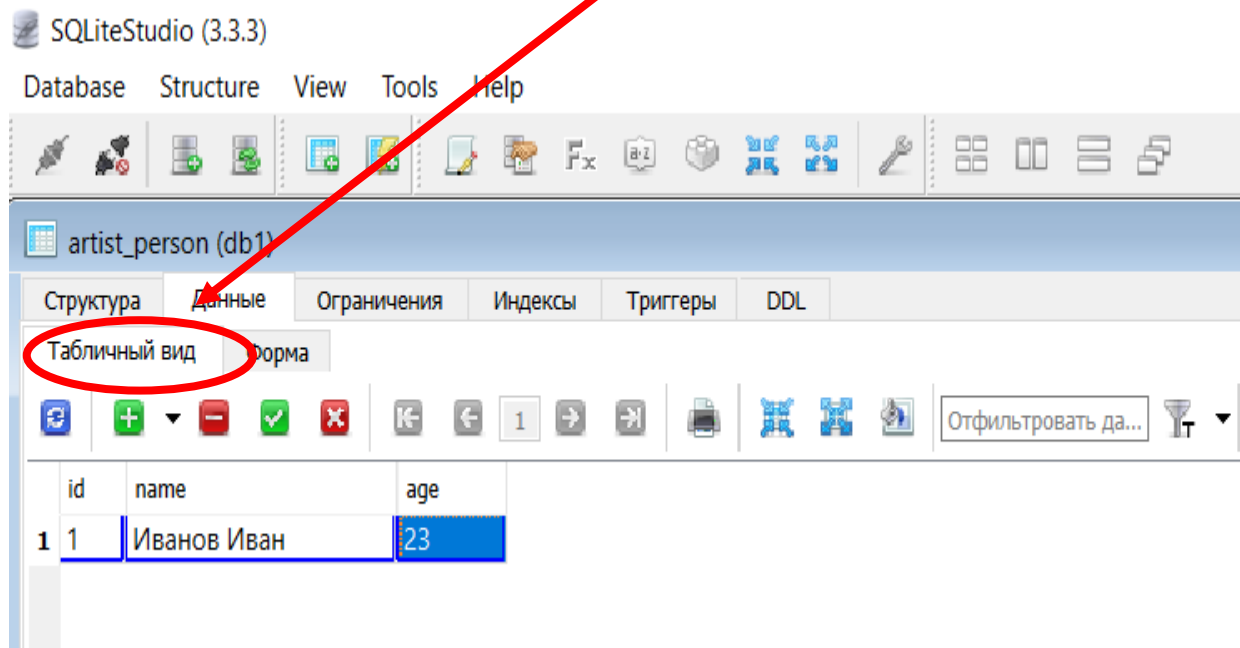 SQLiteStudio (3.3.3)
Database Structure View Tools Help
Fx a·z
artist_person (db1)
Структура Данные Ограничения Индексы Триггеры DDL
Табличный вид Форма
1 Отфильтровать да... T
id name age
1 1 Иванов Иван 23